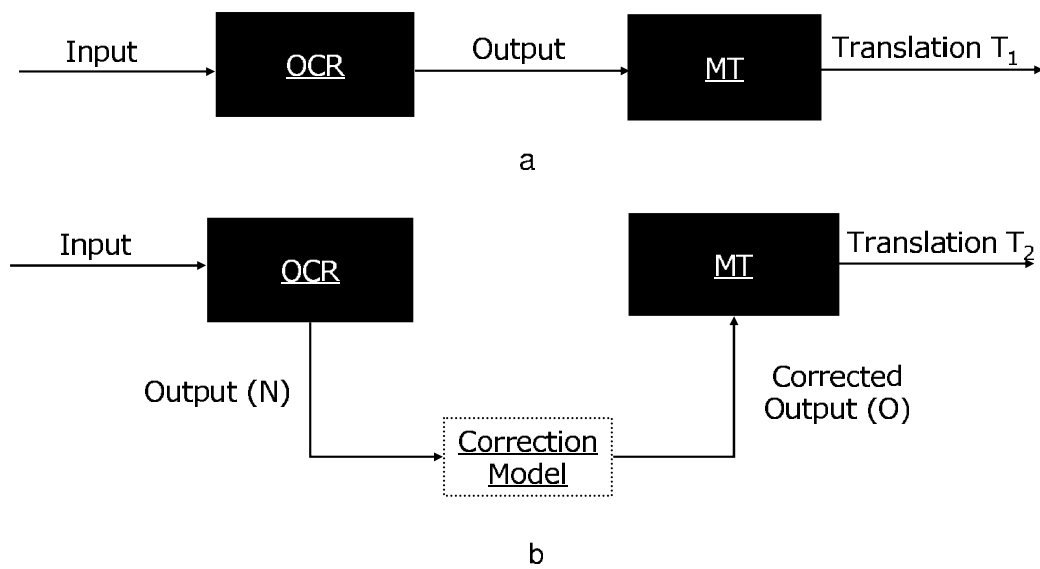 Input
OCR
Output
MT
Translation T₁
a
Input
OCR
MT
Translation T₂
Output (N)
Correction
Model
Corrected
Output (O)
b